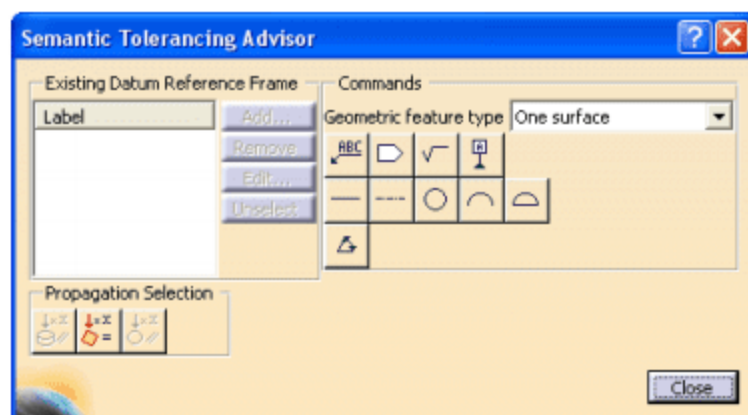 Semantic Tolerancing Advisor
Existing Datum Reference Frame
Label
Add...
Remove
Edit...
Unselect
Commands
Geometric feature type One surface
ABC
A
Propagation Selection
Close